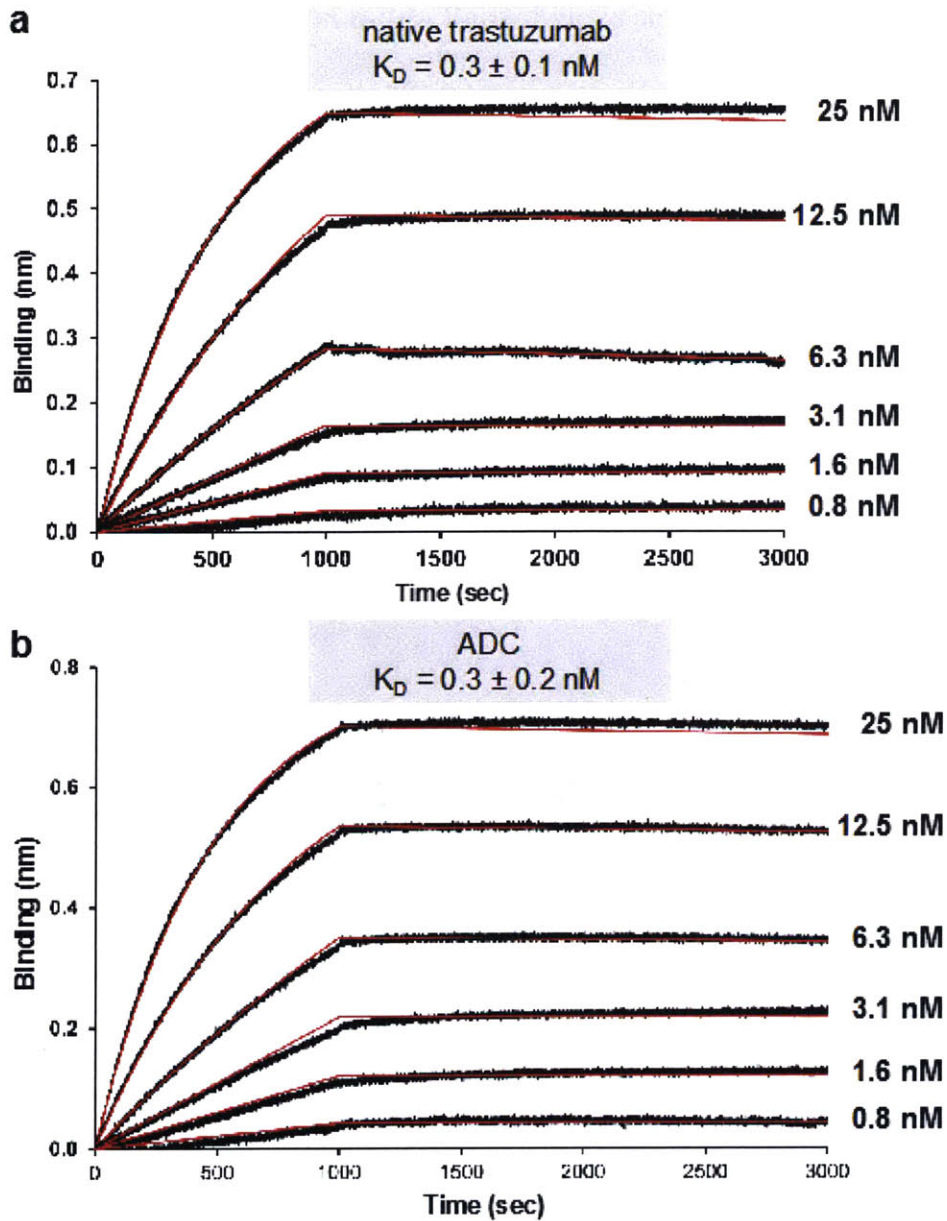 a
native trastuzumab
K_D = 0.3 ± 0.1 nM
0.7
0.6
0.5
0.4
0.3
0.2
0.1
0.0
Binding (nm)
25 nM
12.5 nM
6.3 nM
3.1 nM
1.6 nM
0.8 nM
0 500 1000 1500 2000 2500 3000
Time (sec)
b
ADC
K_D = 0.3 ± 0.2 nM
0.8
0.6
0.4
0.2
0.0
Binding (nm)
25 nM
12.5 nM
6.3 nM
3.1 nM
1.6 nM
0.8 nM
0 500 1000 1500 2000 2500 3000
Time (sec)